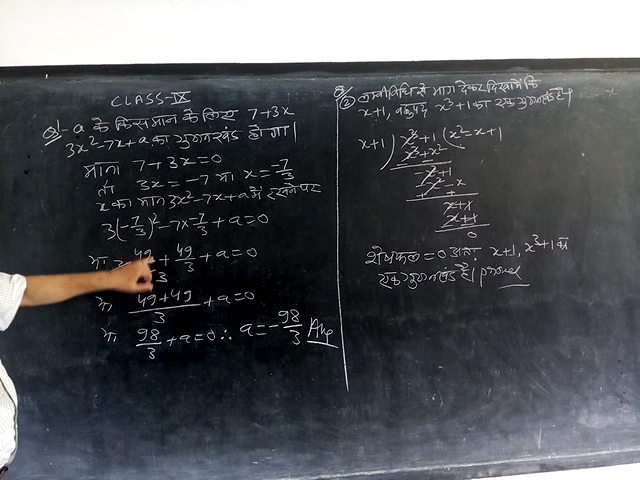 CLASS-IX
Q1- a के किस मान के लिए 7+3x
3x²-7x+a का गुणनखंड होगा।
माना 7+3x=0
तो 3x=-7 या x=-7/3
x का मान 3x²-7x+a में रखने पर
3(-7/3)²-7x-7/3+a=0
या 49/3+49/3+a=0
या 49+49/3+a=0
या 98/3+a=0∴a=-98/3 Ans
Q/② लम्बी विधि से भाग देकर दिखायें कि
x+1, बहुपद x³+1 का एक गुणनखंड है।
x+1)x³+1(x²-x+1
x³+x²
-x²+1
-x²-x
x+1
x+1
0
शेषफल=0 अतः x+1, x³+1 का
एक गुणनखंड है। proved